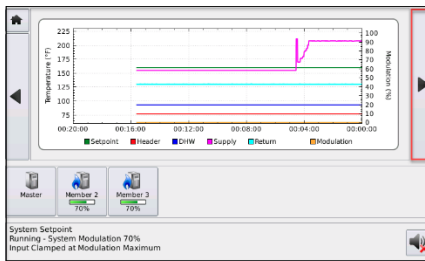 225
200
175
150
125
100
75
Temperature (°F)
100
90
80
70
60
50
40
30
20
10
0
Modulation (%)
00:20:00 00:16:00 00:12:00 00:08:00 00:04:00 00:00:00
Setpoint Header DHW Supply Return Modulation
Master
Member 2
70%
Member 3
70%
System Setpoint
Running - System Modulation 70%
Input Clamped at Modulation Maximum